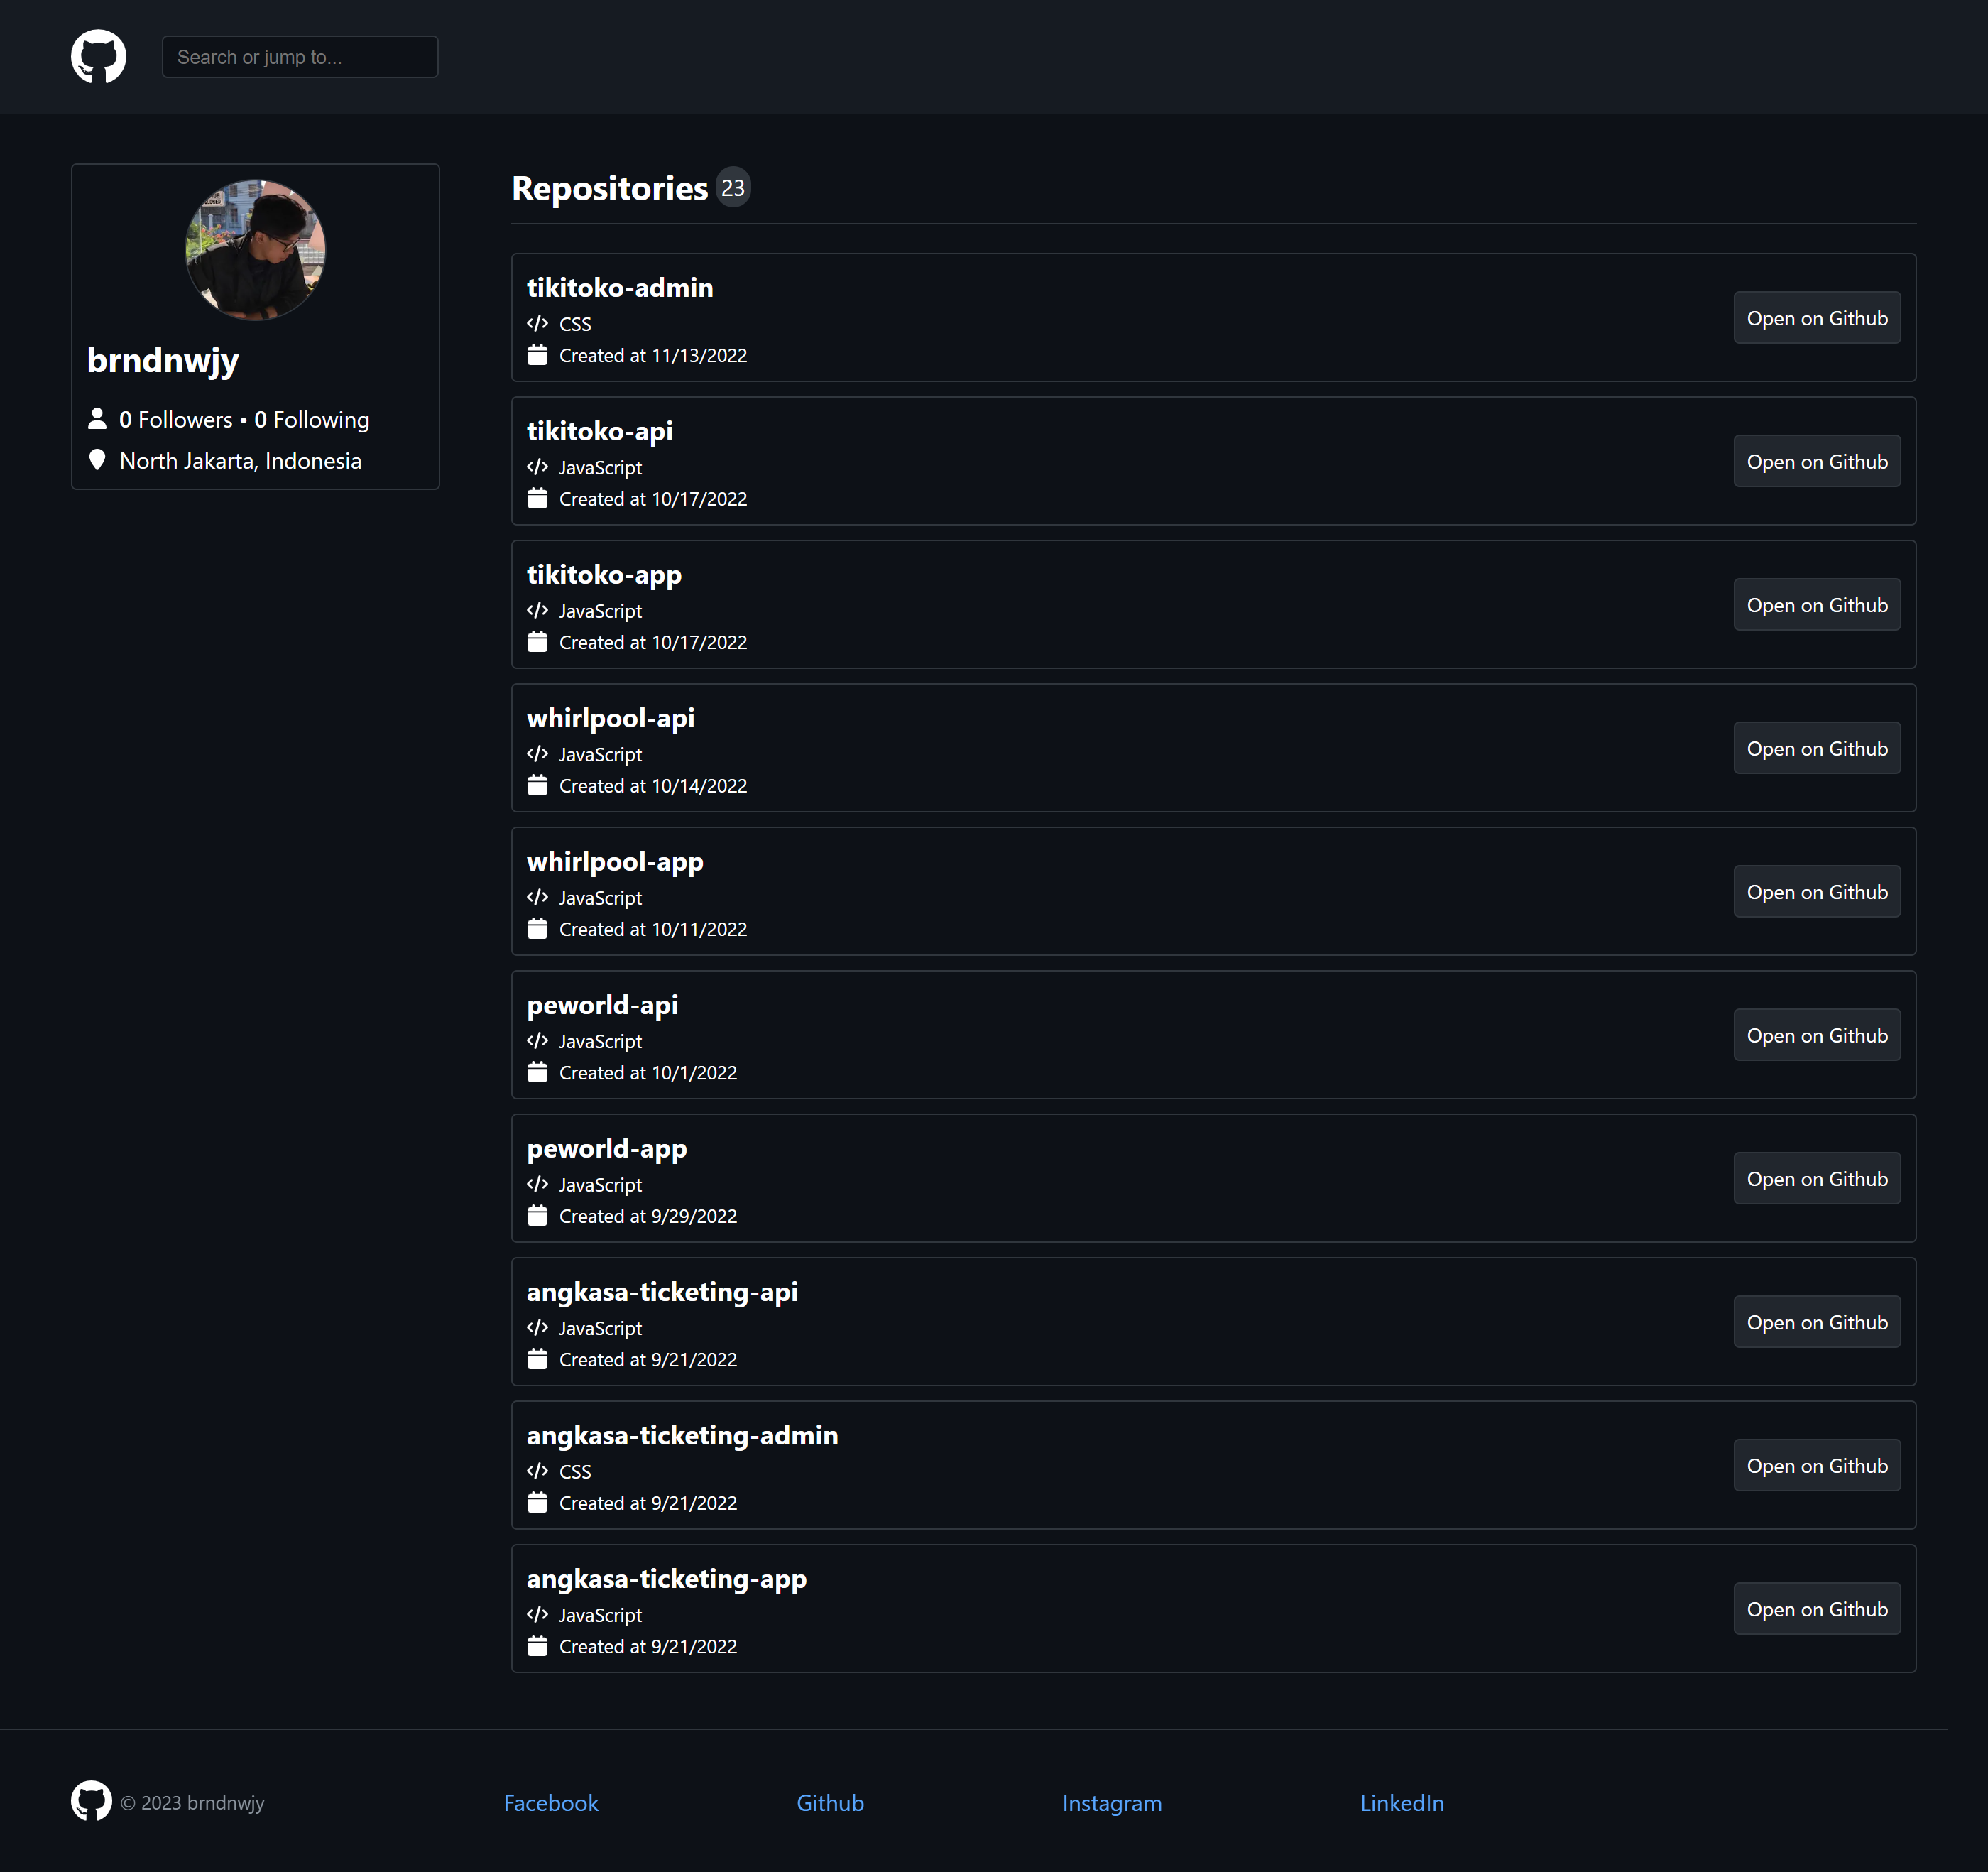 Search or jump to...
brndnwjy
0 Followers • 0 Following
North Jakarta, Indonesia
Repositories 23
tikitoko-admin
CSS
Created at 11/13/2022
Open on Github
tikitoko-api
JavaScript
Created at 10/17/2022
Open on Github
tikitoko-app
JavaScript
Created at 10/17/2022
Open on Github
whirlpool-api
JavaScript
Created at 10/14/2022
Open on Github
whirlpool-app
JavaScript
Created at 10/11/2022
Open on Github
peworld-api
JavaScript
Created at 10/1/2022
Open on Github
peworld-app
JavaScript
Created at 9/29/2022
Open on Github
angkasa-ticketing-api
JavaScript
Created at 9/21/2022
Open on Github
angkasa-ticketing-admin
CSS
Created at 9/21/2022
Open on Github
angkasa-ticketing-app
JavaScript
Created at 9/21/2022
Open on Github
© 2023 brndnwjy
Facebook
Github
Instagram
LinkedIn